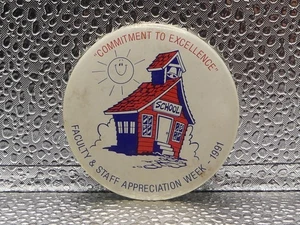 "COMMITMENT TO EXCELLENCE"
SCHOOL
FACULTY & STAFF APPRECIATION WEEK - 1991